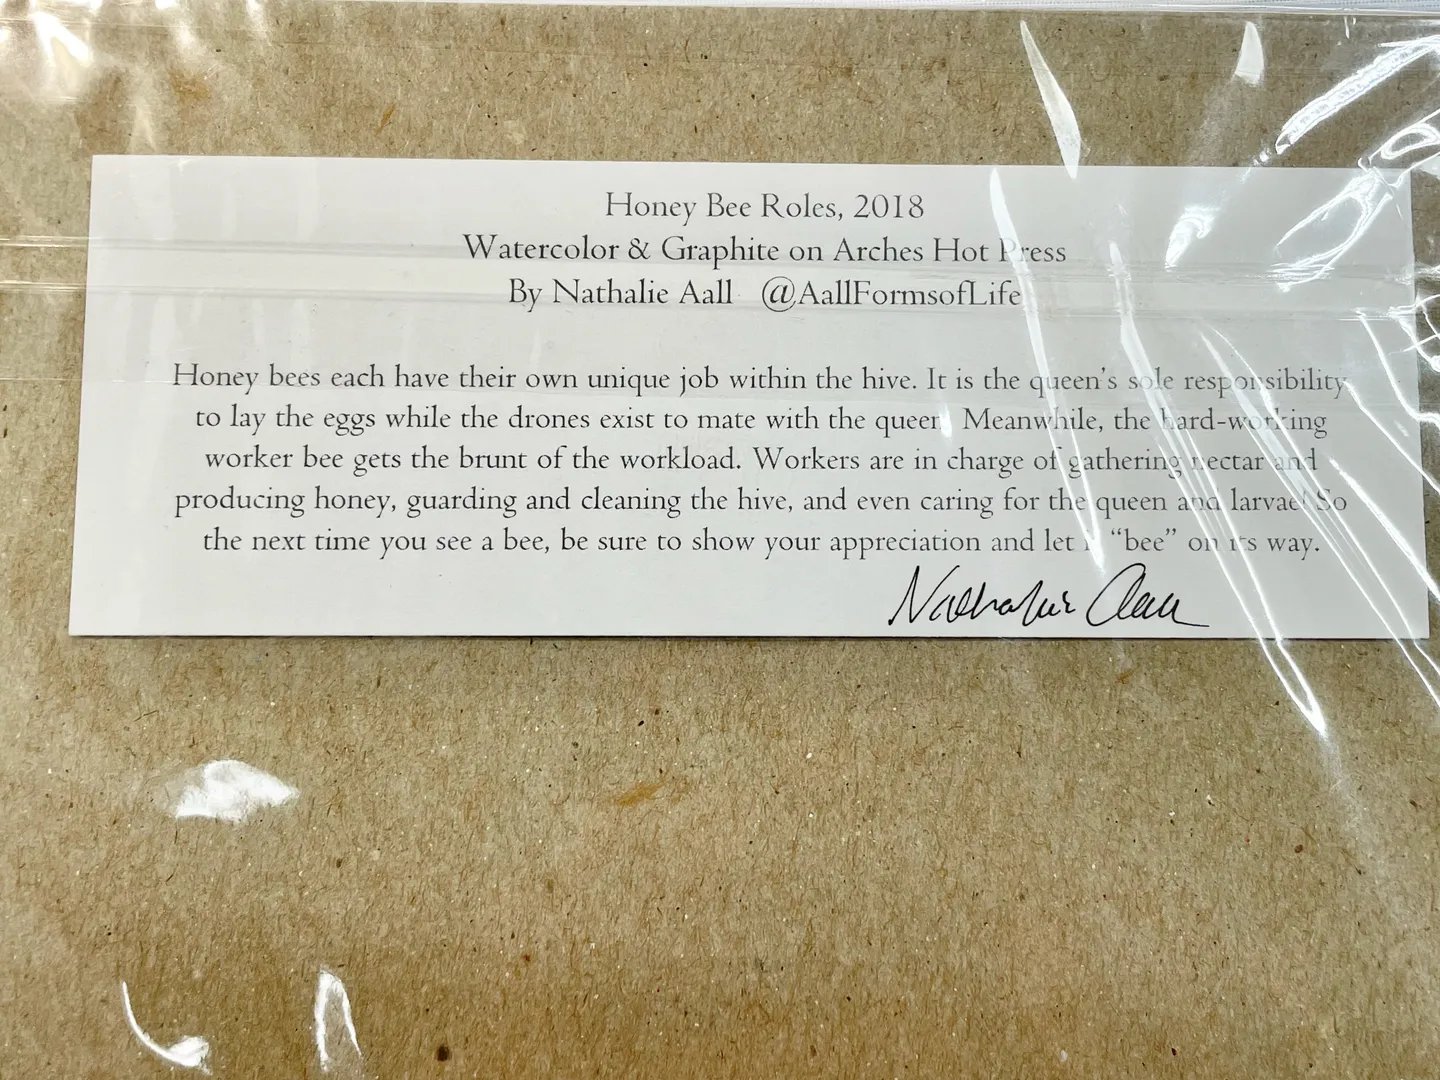 Honey Bee Roles, 2018
Watercolor & Graphite on Arches Hot Press
By Nathalie Aall @AallFormsofLife
Honey bees each have their own unique job within the hive. It is the queen's sole responsibility
to lay the eggs while the drones exist to mate with the queen. Meanwhile, the hard-working
worker bee gets the brunt of the workload. Workers are in charge of gathering nectar and
producing honey, guarding and cleaning the hive, and even caring for the queen and larvae! So
the next time you see a bee, be sure to show your appreciation and let it “bee” on its way.
Nathalie Aall